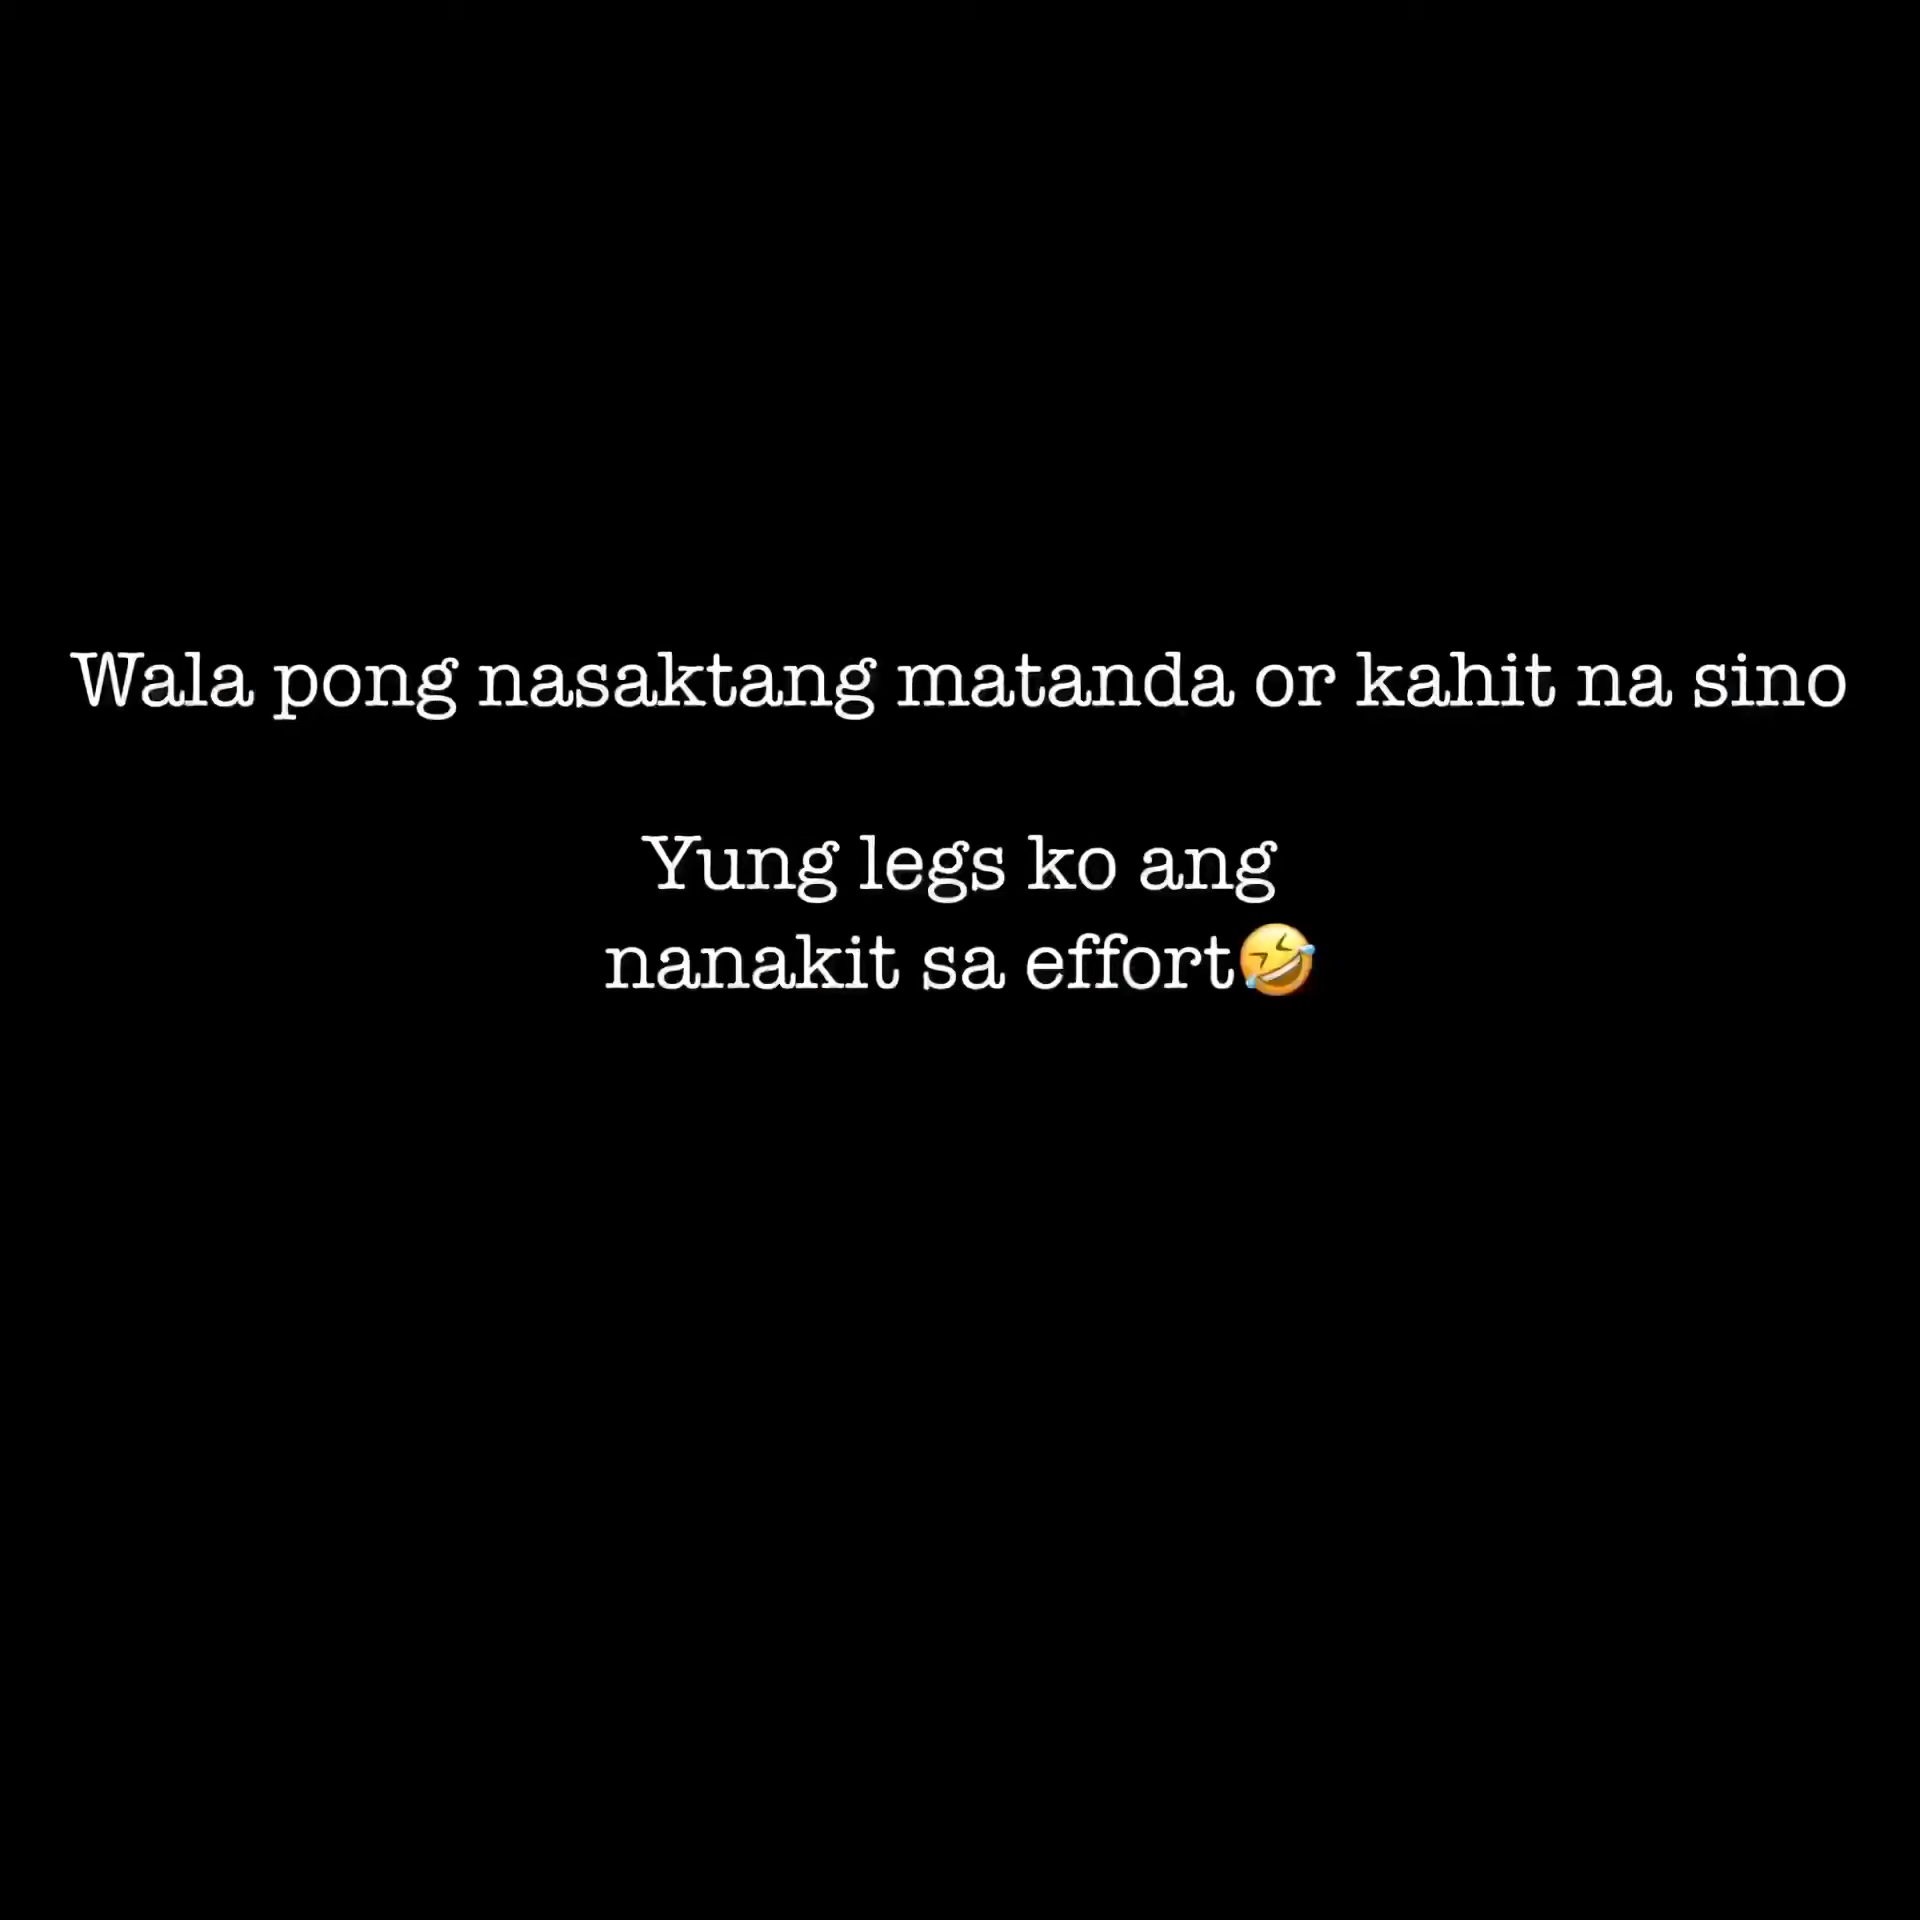 Wala pong nasaktang matanda or kahit na sino
Yung legs ko ang
nanakit sa effort🤣